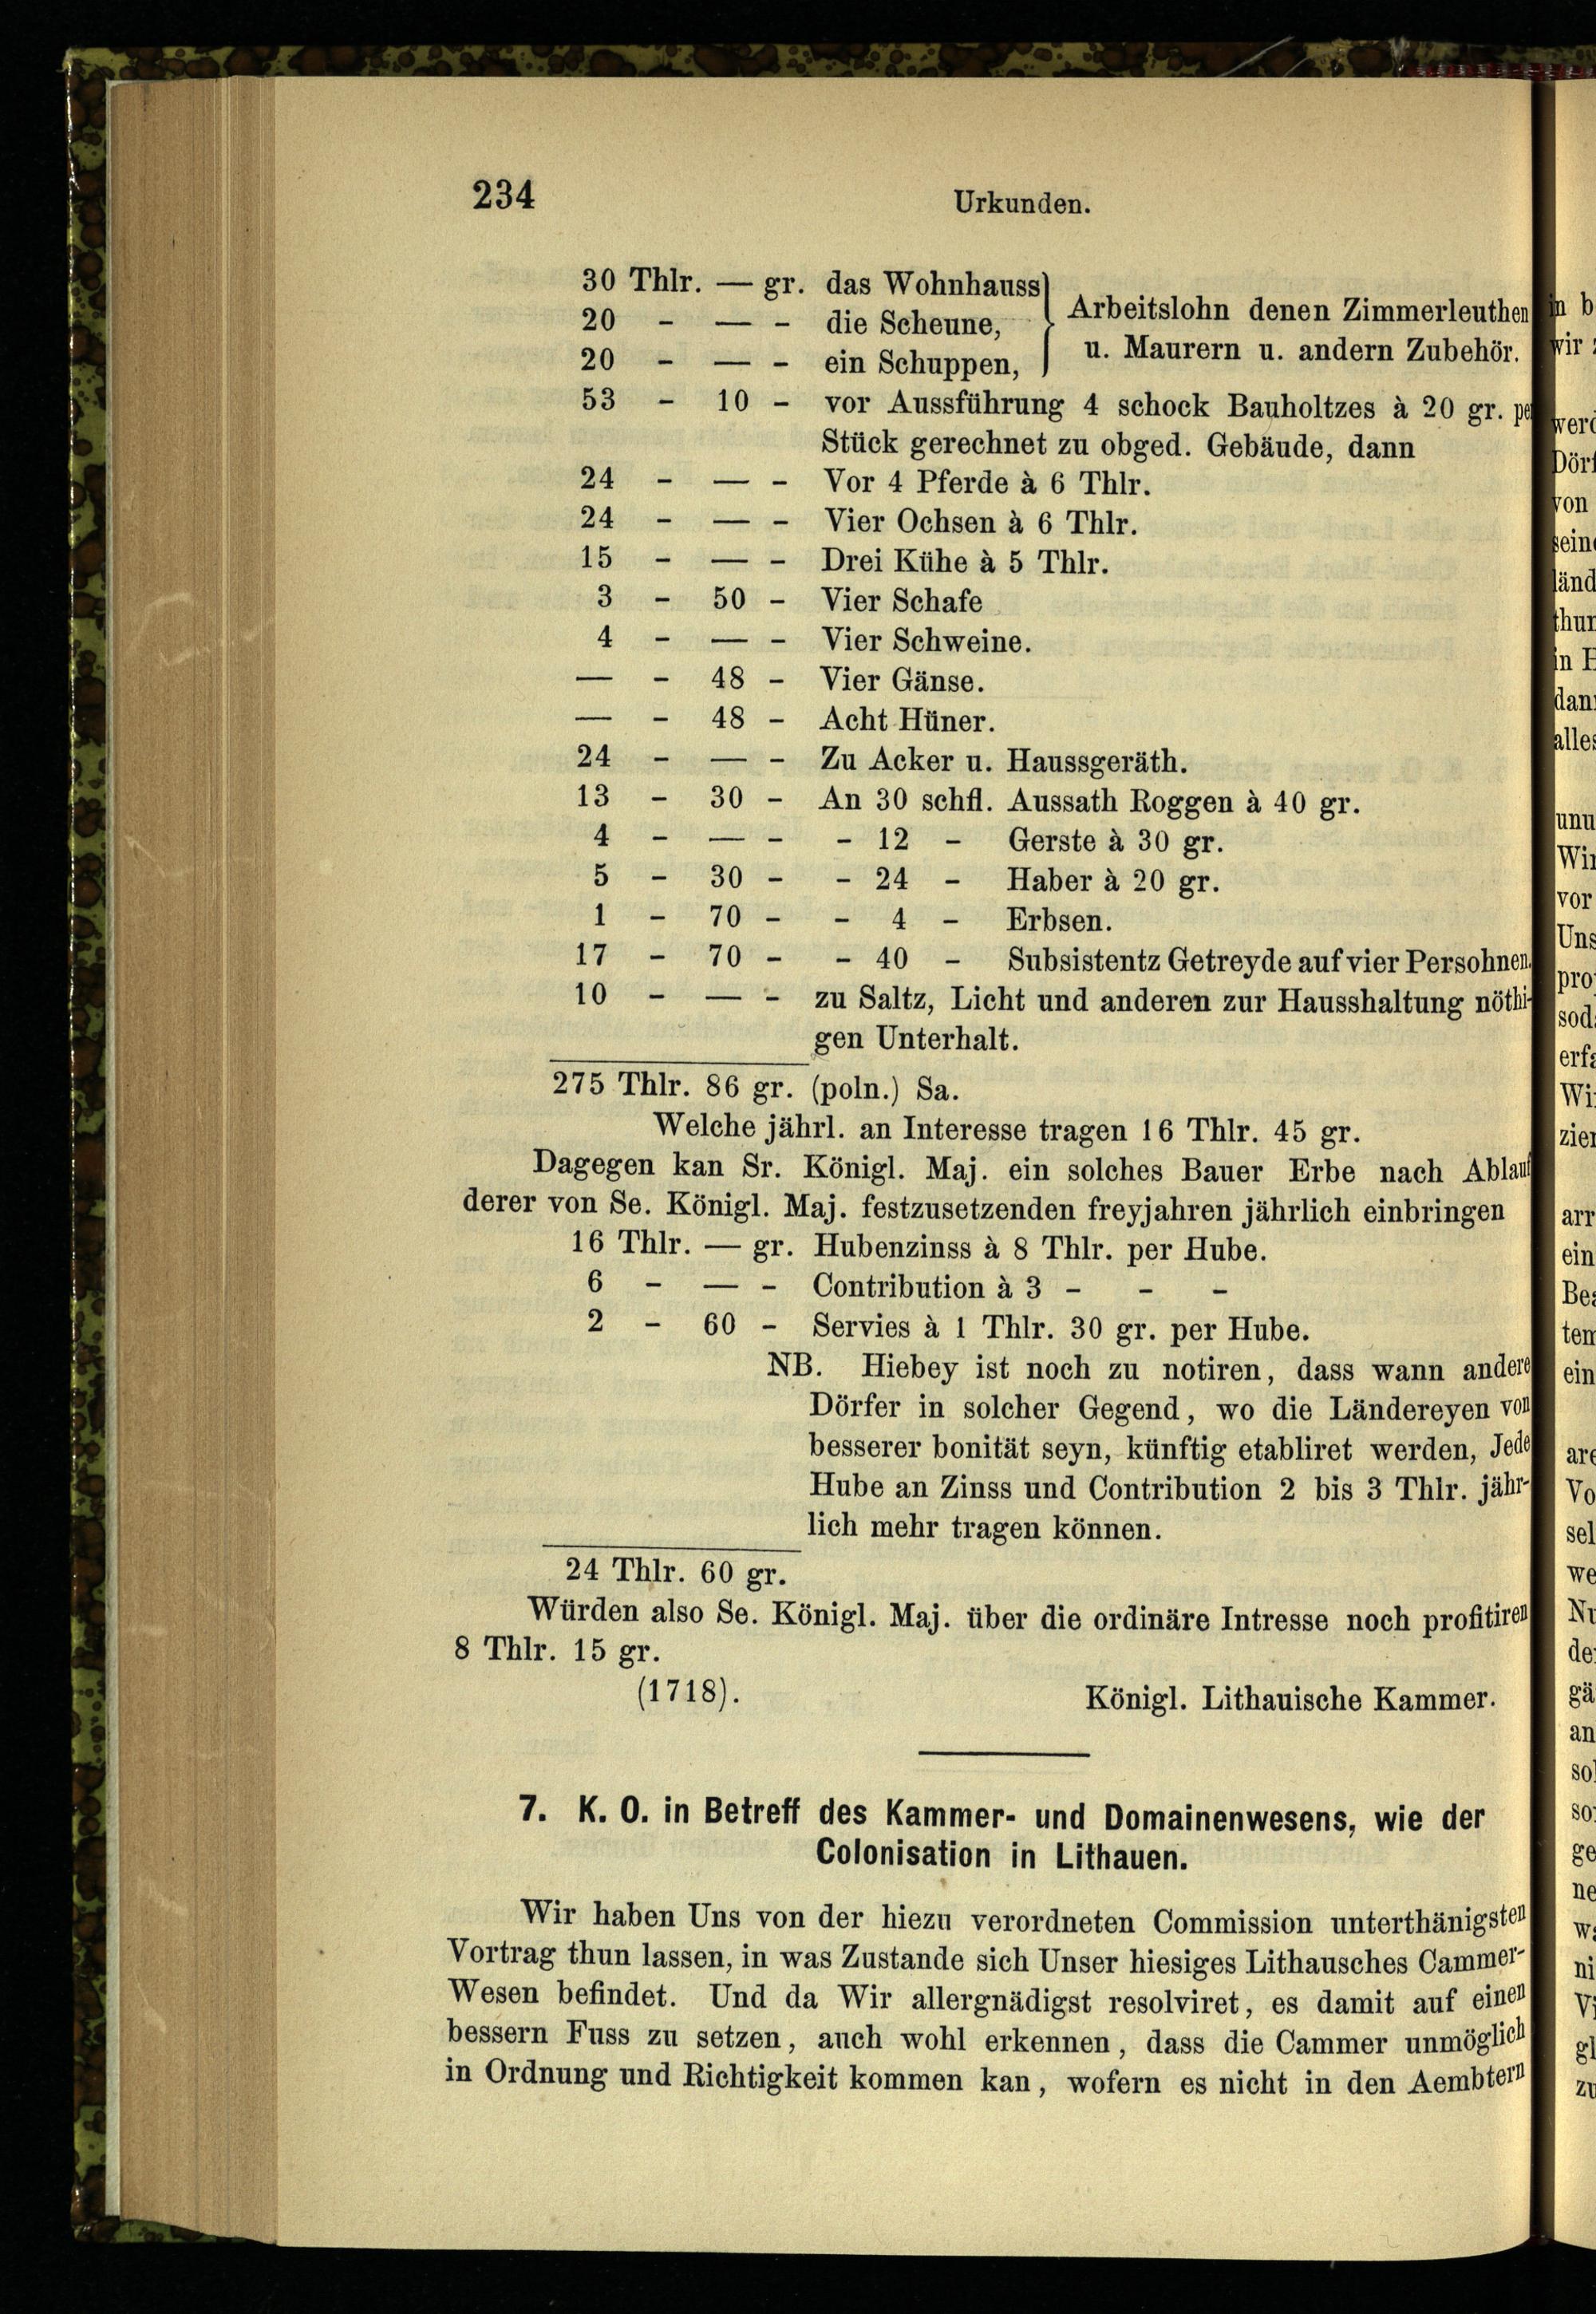 234 Urkunden.
30 Thlr. — gr. das Wohnhauss
20 - — - die Scheune,
20 - — - ein Schuppen,
Arbeitslohn denen Zimmerleuthen
u. Maurern u. andern Zubehör.
53 - 10 - vor Aussführung 4 schock Bauholtzes à 20 gr. per
Stück gerechnet zu obged. Gebäude, dann
24 - — - Vor 4 Pferde à 6 Thlr.
24 - — - Vier Ochsen à 6 Thlr.
15 - — - Drei Kühe à 5 Thlr.
3 - 50 - Vier Schafe
4 - — - Vier Schweine.
— - 48 - Vier Gänse.
— - 48 - Acht Hüner.
24 - — - Zu Acker u. Haussgeräth.
13 - 30 - An 30 schfl. Aussath Roggen à 40 gr.
4 - — - - 12 - Gerste à 30 gr.
5 - 30 - - 24 - Haber à 20 gr.
1 - 70 - - 4 - Erbsen.
17 - 70 - - 40 - Subsistentz Getreyde auf vier Persohnen.
10 - — - zu Saltz, Licht und anderen zur Hausshaltung nöthi-
gen Unterhalt.
275 Thlr. 86 gr. (poln.) Sa.
Welche jährl. an Interesse tragen 16 Thlr. 45 gr.
Dagegen kan Sr. Königl. Maj. ein solches Bauer Erbe nach Ablauf
derer von Se. Königl. Maj. festzusetzenden freyjahren jährlich einbringen
16 Thlr. — gr. Hubenzinss à 8 Thlr. per Hube.
6 - — - Contribution à 3 - - -
2 - 60 - Servies à 1 Thlr. 30 gr. per Hube.
NB. Hiebey ist noch zu notiren, dass wann andere
Dörfer in solcher Gegend, wo die Ländereyen von
besserer bonität seyn, künftig etabliret werden, Jede
Hube an Zinss und Contribution 2 bis 3 Thlr. jähr-
lich mehr tragen können.
24 Thlr. 60 gr.
Würden also Se. Königl. Maj. über die ordinäre Intresse noch profitiren
8 Thlr. 15 gr.
(1718). Königl. Lithauische Kammer.
7. K. O. in Betreff des Kammer- und Domainenwesens, wie der
Colonisation in Lithauen.
Wir haben Uns von der hiezu verordneten Commission unterthänigsten
Vortrag thun lassen, in was Zustande sich Unser hiesiges Lithausches Cammer-
Wesen befindet. Und da Wir allergnädigst resolviret, es damit auf einen
bessern Fuss zu setzen, auch wohl erkennen, dass die Cammer unmöglich
in Ordnung und Richtigkeit kommen kan, wofern es nicht in den Aembtern